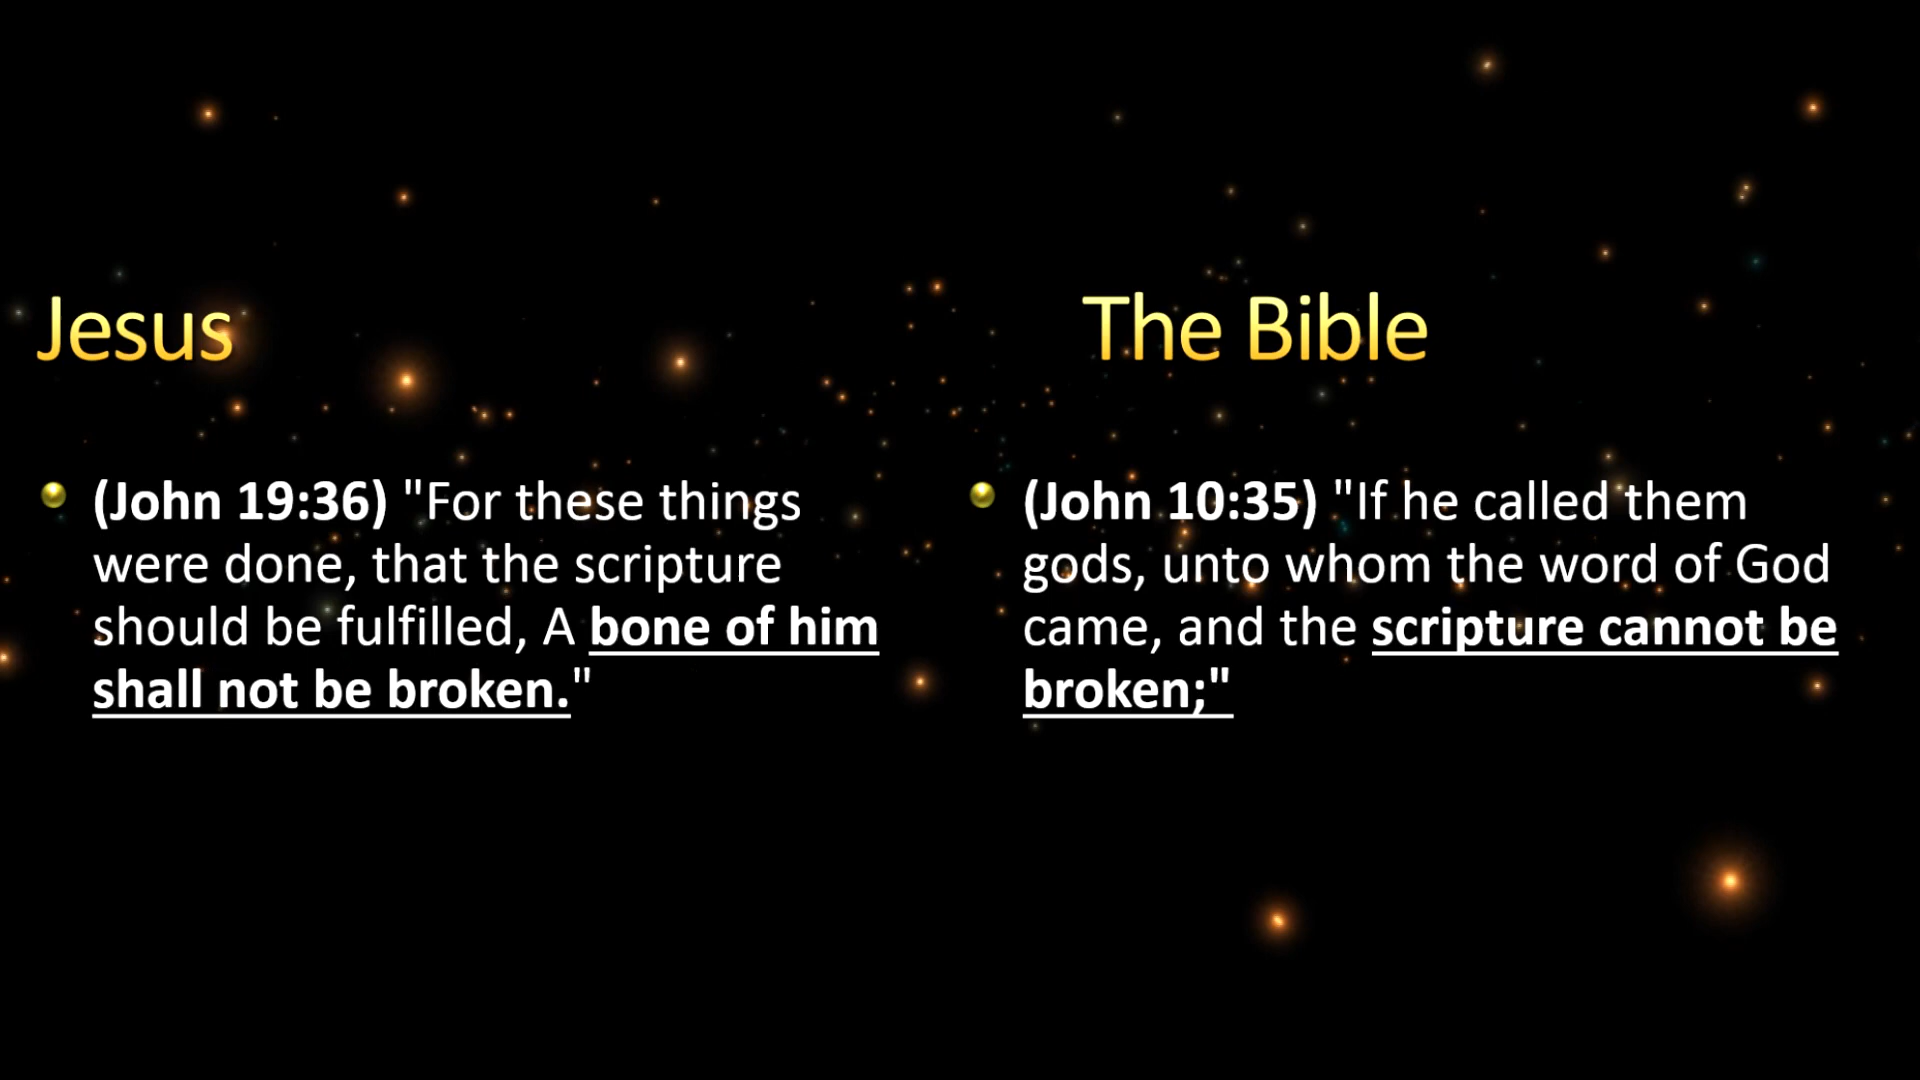 Jesus
(John 19:36) "For these things
were done, that the scripture
should be fulfilled, A bone of him
shall not be broken."
The Bible
(John 10:35) "If he called them
gods, unto whom the word of God
came, and the scripture cannot be
broken;"